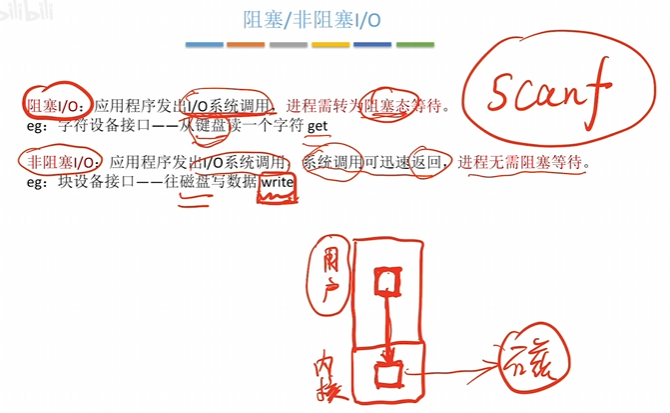 bilibili
阻塞/非阻塞I/O
阻塞I/O：应用程序发出I/O系统调用，进程需转为阻塞态等待。
eg：字符设备接口——从键盘读一个字符 get
非阻塞I/O：应用程序发出I/O系统调用，系统调用可迅速返回，进程无需阻塞等待。
eg：块设备接口——往磁盘写数据 write
scanf
用户
内核